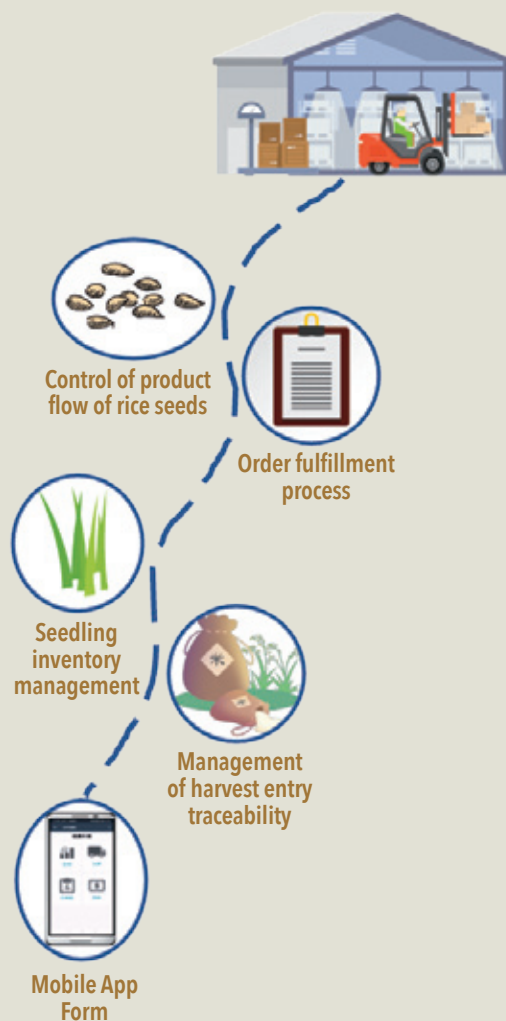 Control of product
flow of rice seeds
Order fulfillment
process
Seedling
inventory
management
Management
of harvest entry
traceability
Mobile App
Form